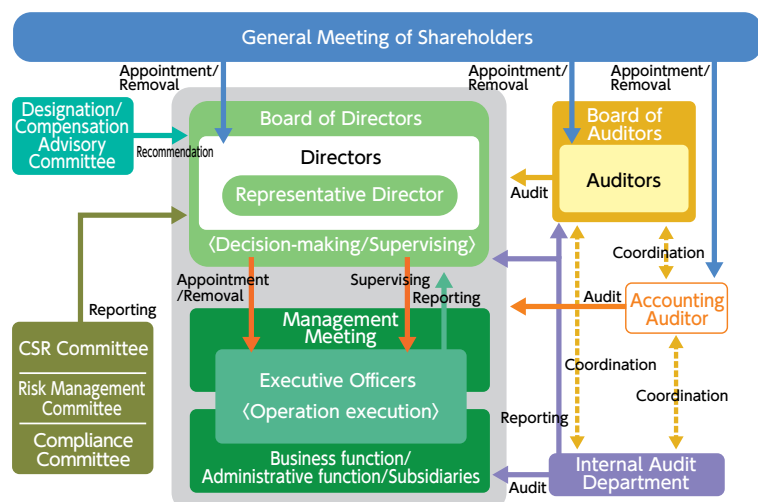 General Meeting of Shareholders
Appointment/
Removal
Appointment/
Removal
Appointment/
Removal
Designation/
Compensation
Advisory
Committee
Recommendation
Board of Directors
Directors
Representative Director
〈Decision-making/Supervising〉
Board of
Auditors
Auditors
Audit
Coordination
Appointment
/Removal
Supervising
Reporting
Reporting
Audit
Accounting
Auditor
CSR Committee
Risk Management
Committee
Compliance
Committee
Management
Meeting
Executive Officers
〈Operation execution〉
Coordination
Coordination
Reporting
Business function/
Administrative function/Subsidiaries
Audit
Internal Audit
Department